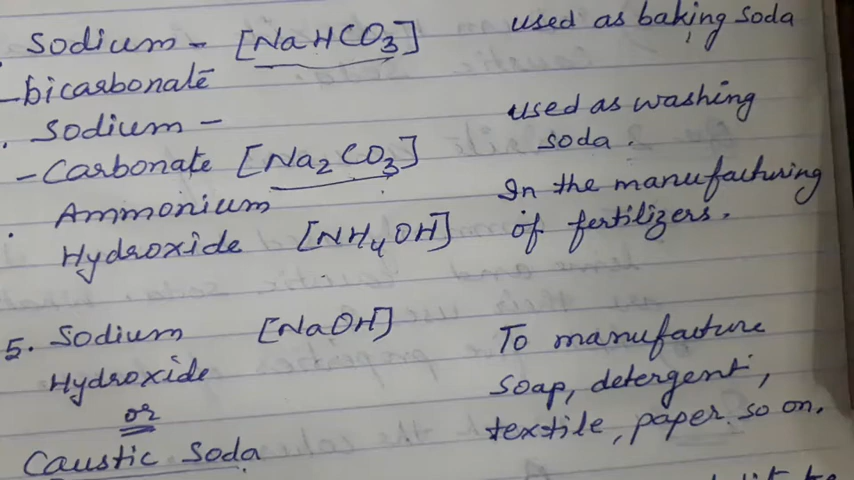 . Sodium - [NaHCO3] used as baking soda
-bicarbonate
. Sodium - used as washing
-Carbonate [Na2CO3] soda.
. Ammonium In the manufacturing
Hydroxide [NH4OH] of fertilizers.
5. Sodium [NaOH] To manufacture
Hydroxide soap, detergent,
or textile, paper so on.
Caustic Soda